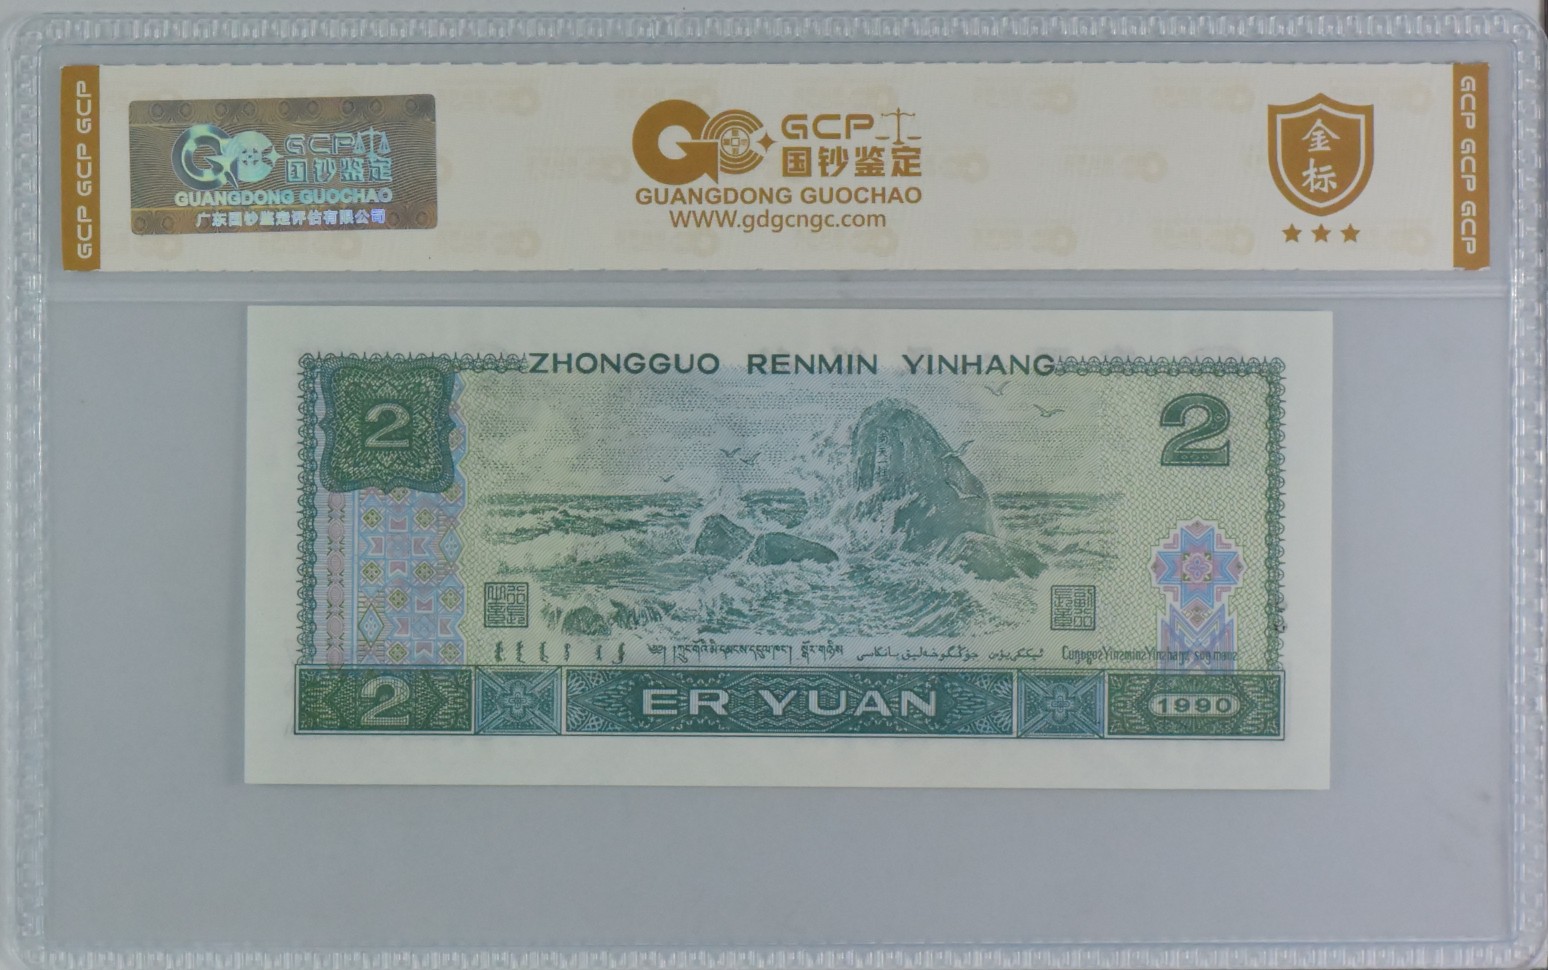 GCP GCP GCP
GCP
国钞鉴定
GUANGDONG GUOCHAO
广东国钞鉴定评估有限公司
GCP
国钞鉴定
GUANGDONG GUOCHAO
WWW.gdgcngc.com
金标
GCP GCP GCP
ZHONGGUO RENMIN YINHANG
2
2
2
ER YUAN
1990